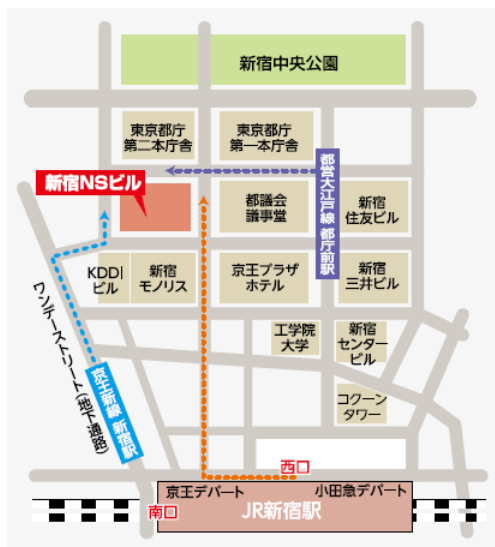 新宿中央公園
東京都庁
第二本庁舎
東京都庁
第一本庁舎
都営大江戸線 都庁前駅
新宿NSビル
都議会
議事堂
新宿
住友ビル
KDDI
ビル
新宿
モノリス
京王プラザ
ホテル
新宿
三井ビル
工学院
大学
新宿
センター
ビル
コクーン
タワー
ワンデーストリート(地下通路)
京王新線 新宿駅
西口
京王デパート
小田急デパート
南口
JR新宿駅